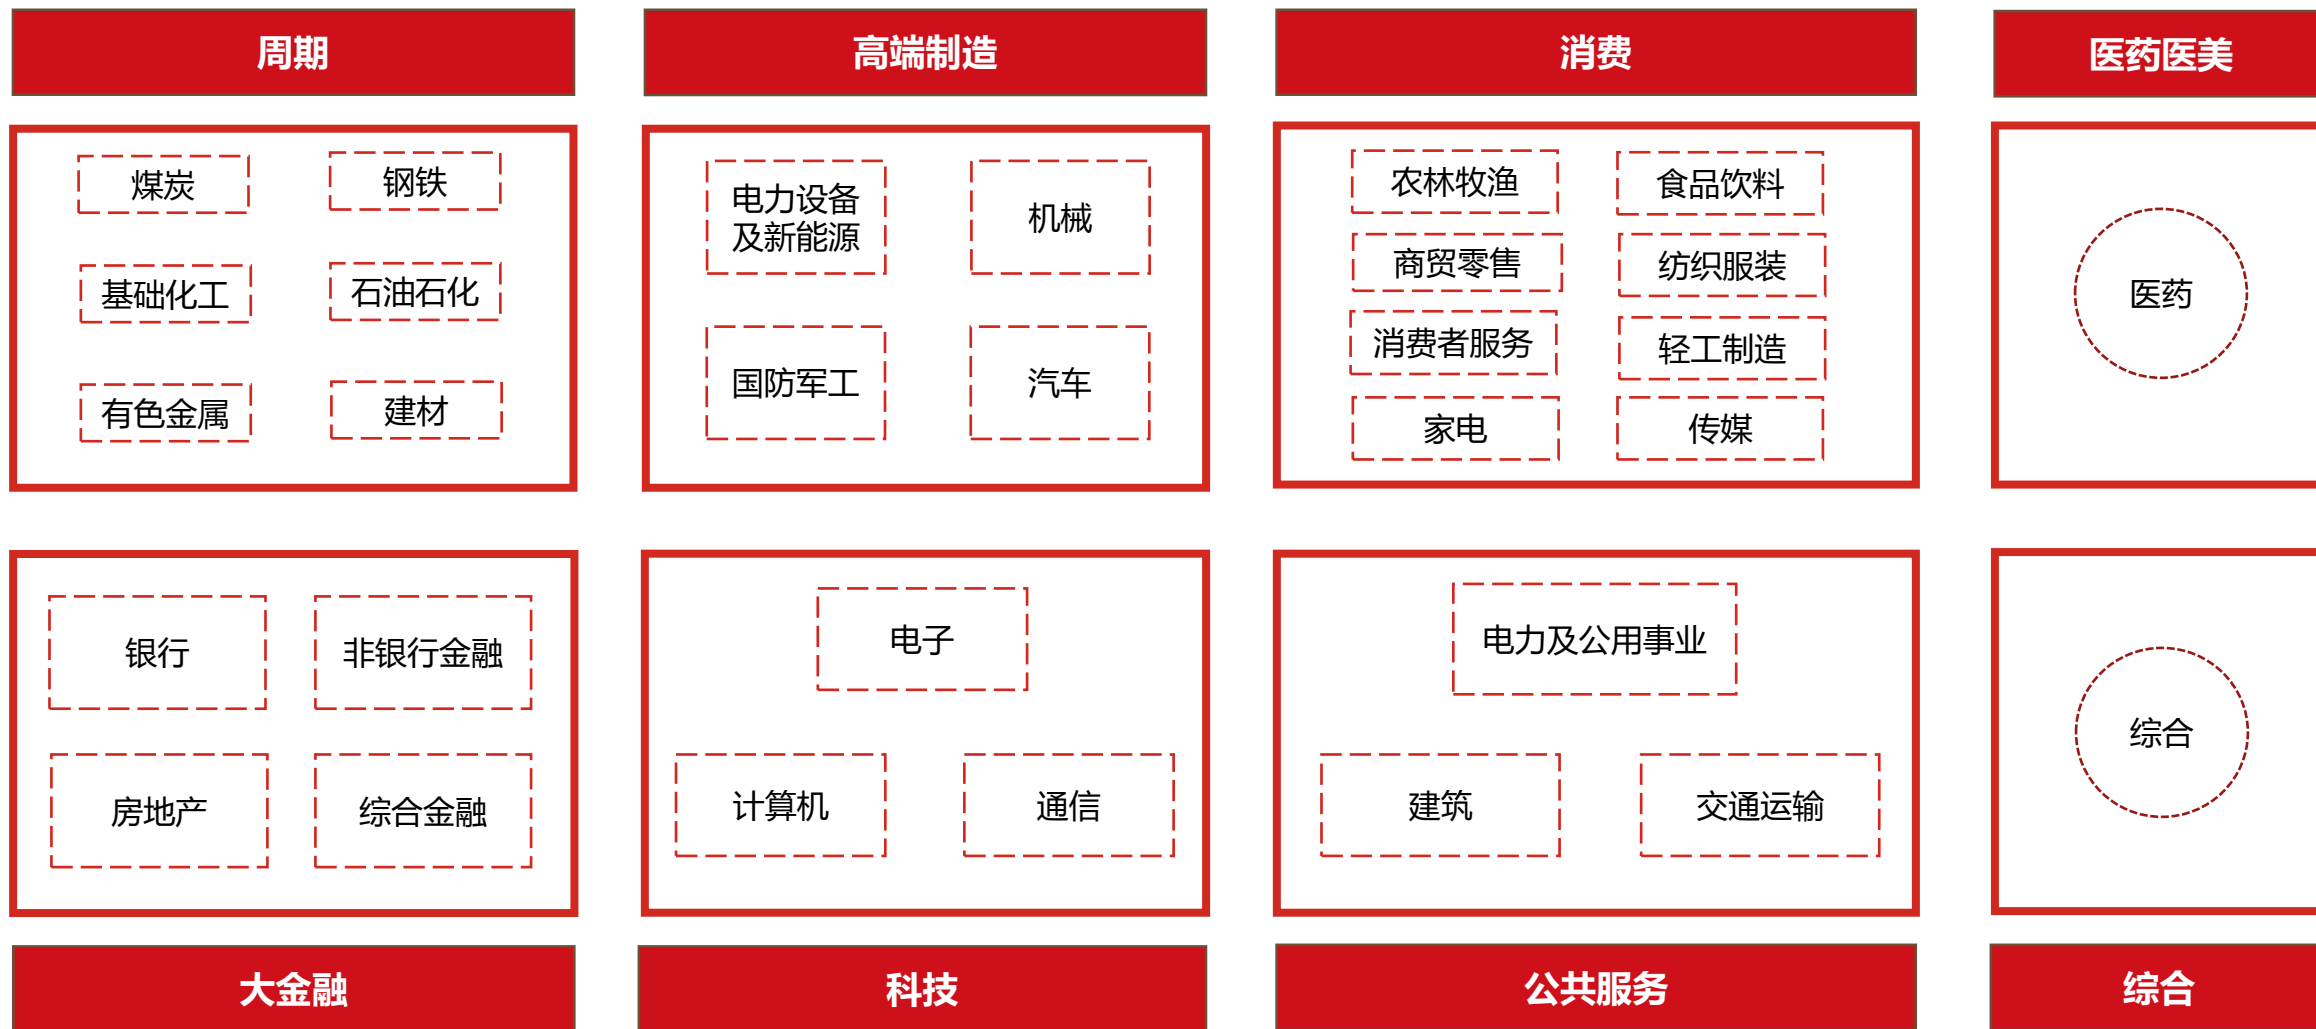 周期
高端制造
消费
医药医美
煤炭
钢铁
基础化工
石油石化
有色金属
建材
电力设备
及新能源
机械
国防军工
汽车
农林牧渔
食品饮料
商贸零售
纺织服装
消费者服务
轻工制造
家电
传媒
医药
银行
非银行金融
房地产
综合金融
电子
计算机
通信
电力及公用事业
建筑
交通运输
综合
大金融
科技
公共服务
综合